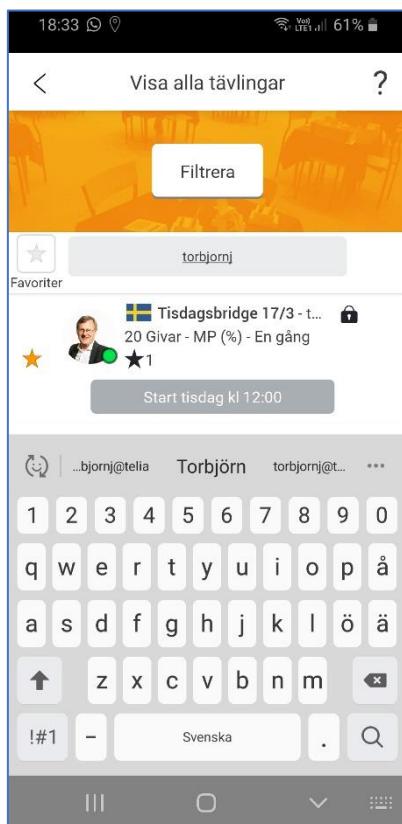 18:33 Vo) LTE1 61%
Visa alla tävlingar ?
Filtrera
torbjornj
Favoriter
Tisdagsbridge 17/3 - t...
20 Givar - MP (%) - En gång
★1
Start tisdag kl 12:00
...bjornj@telia Torbjörn torbjornj@t... •••
1 2 3 4 5 6 7 8 9 0
q w e r t y u i o p å
a s d f g h j k l ö ä
z x c v b n m
!#1 - Svenska .